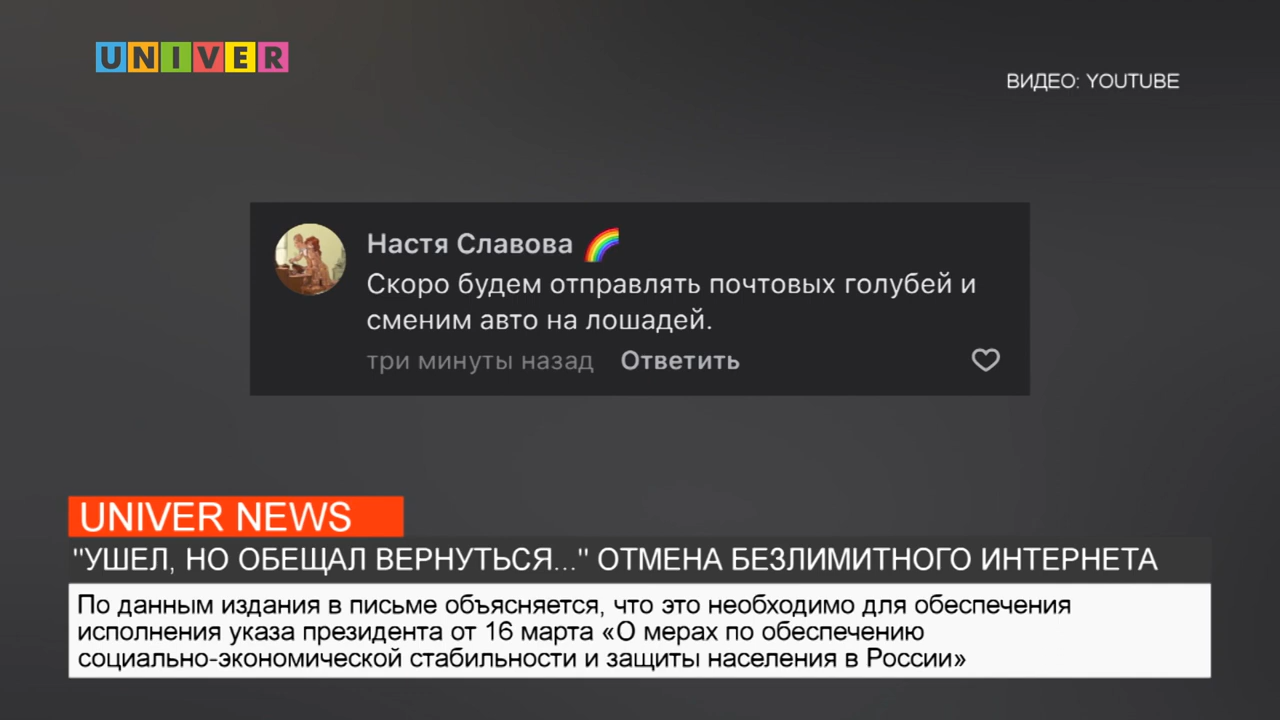 UNIVER
ВИДЕО: YOUTUBE
Настя Славова
Скоро будем отправлять почтовых голубей и
сменим авто на лошадей.
три минуты назад Ответить
UNIVER NEWS
"УШЕЛ, НО ОБЕЩАЛ ВЕРНУТЬСЯ..." ОТМЕНА БЕЗЛИМИТНОГО ИНТЕРНЕТА
По данным издания в письме объясняется, что это необходимо для обеспечения
исполнения указа президента от 16 марта «О мерах по обеспечению
социально-экономической стабильности и защиты населения в России»